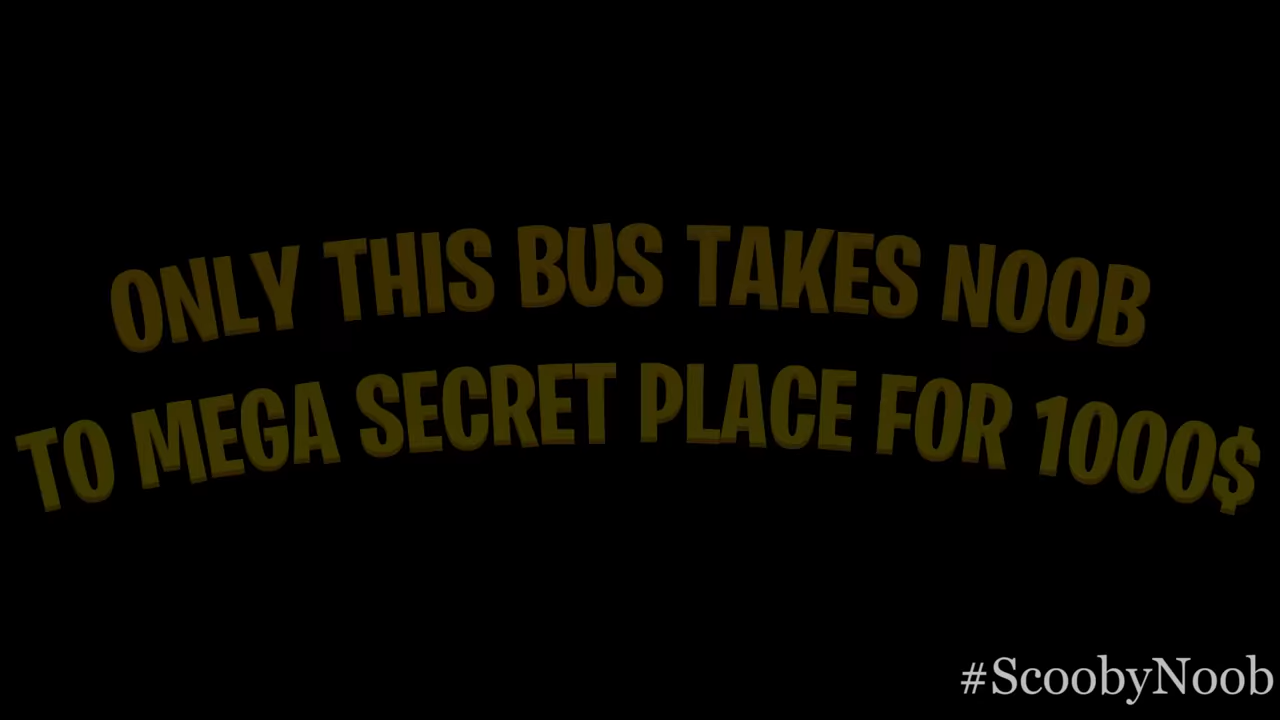 ONLY THIS BUS TAKES NOOB
TO MEGA SECRET PLACE FOR 1000$
#ScoobyNoob